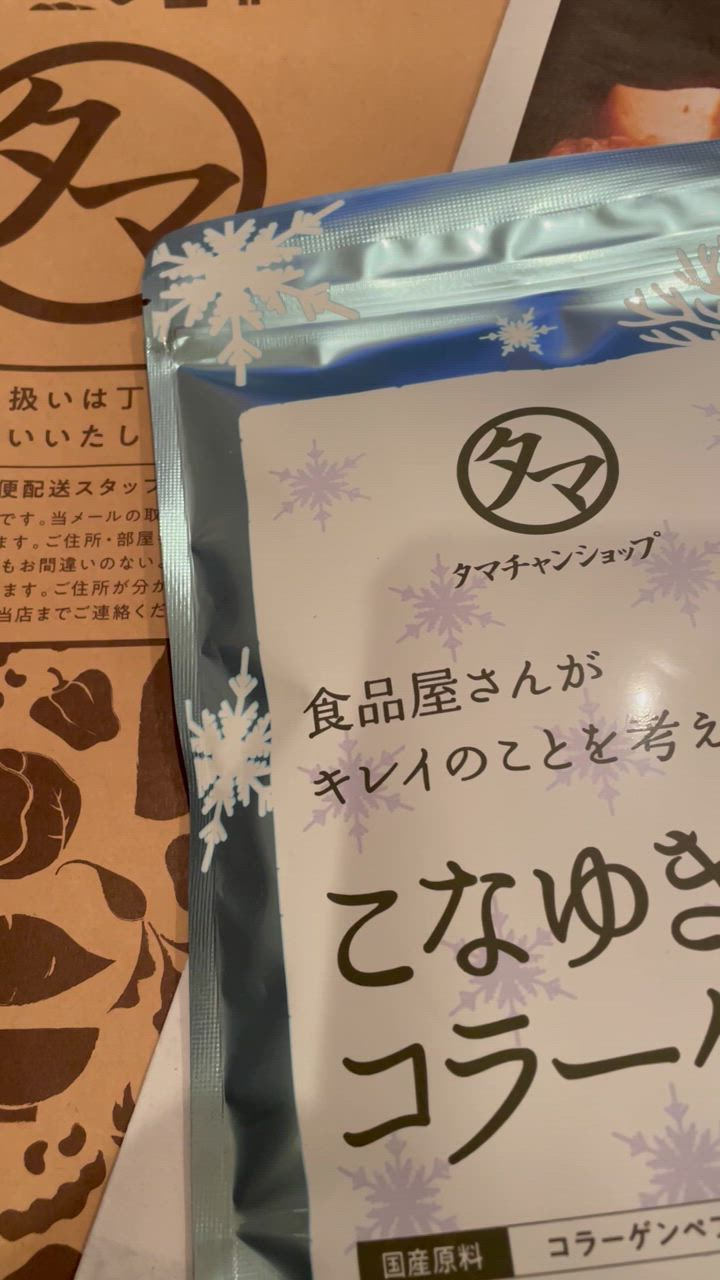 タマ
扱いは丁
いいたし
便配送スタッフ
です。当メールの取
ます。ご住所・部屋
もお間違いのない
ます。ご住所が分か
当店までご連絡くだ
タマ
タマチャンショップ
食品屋さんが
キレイのことを考え
こなゆき
コラー
国産原料
コラーゲンペプ